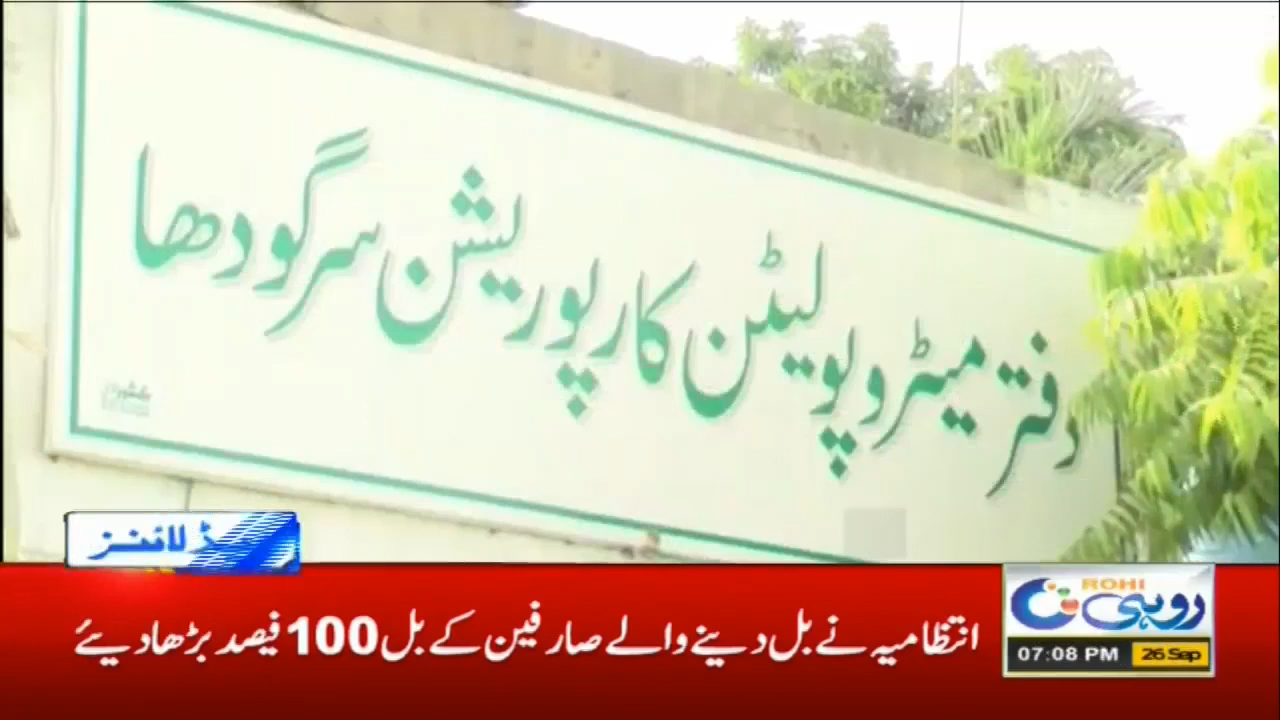 دفتر میٹروپولیٹن کارپوریشن سرگودھا
ڈلائنز
انتظامیہ نے بل دینے والے صارفین کے بل 100 فیصد بڑھا دیئے
ROHI
روہی
07:08 PM
26 Sep